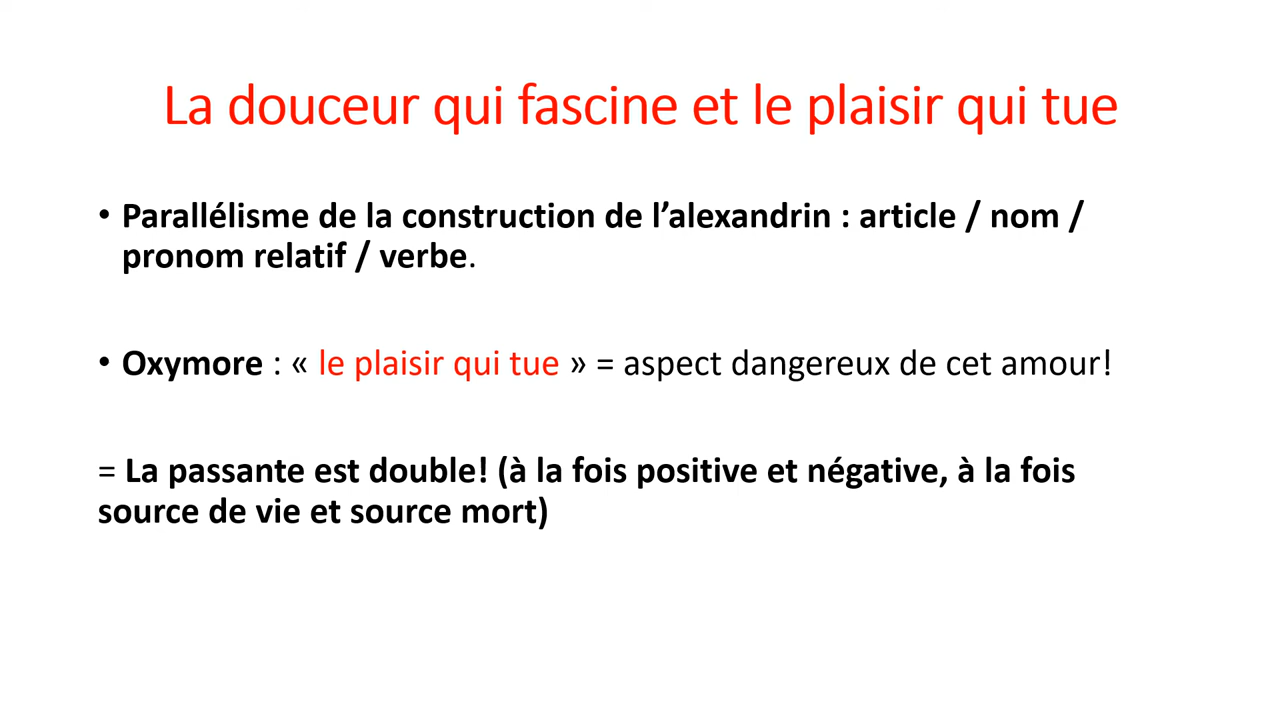 La douceur qui fascine et le plaisir qui tue
• Parallélisme de la construction de l’alexandrin : article / nom /
pronom relatif / verbe.
• Oxymore : « le plaisir qui tue » = aspect dangereux de cet amour!
= La passante est double! (à la fois positive et négative, à la fois
source de vie et source mort)